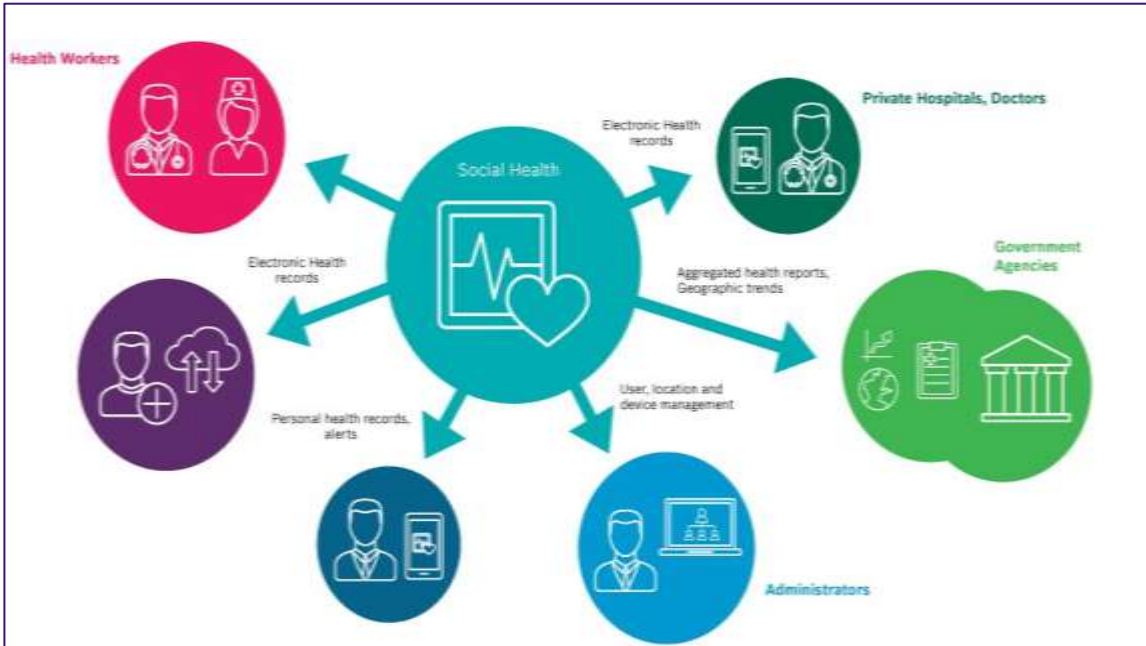 Health Workers
Private Hospitals, Doctors
Electronic Health
records
Social Health
Government
Agencies
Electronic Health
records
Aggregated health reports,
Geographic trends
User, location and
device management
Personal health records,
alerts
Administrators